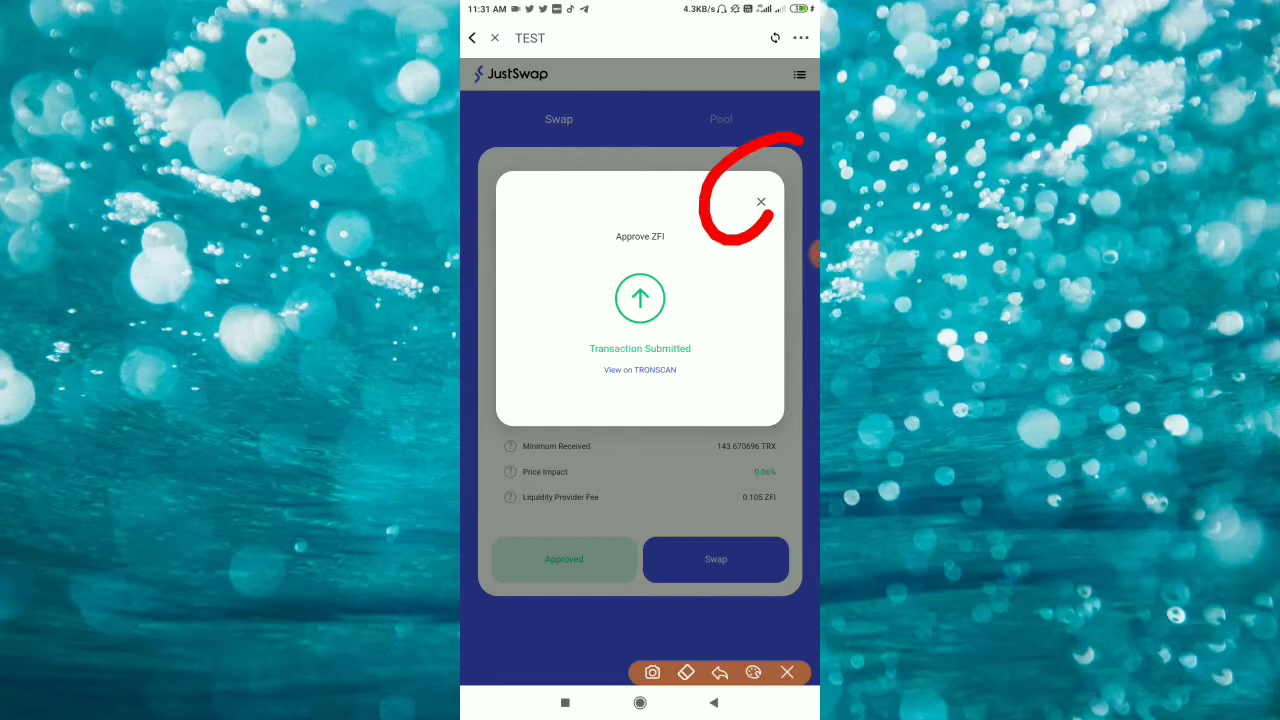 11:31 AM
4.3KB/s
38
TEST
JustSwap
Swap
Pool
Approve ZFI
Transaction Submitted
View on TRONSCAN
Minimum Received 143.670696 TRX
Price Impact 0.06%
Liquidity Provider Fee 0.105 ZFI
Approved
Swap